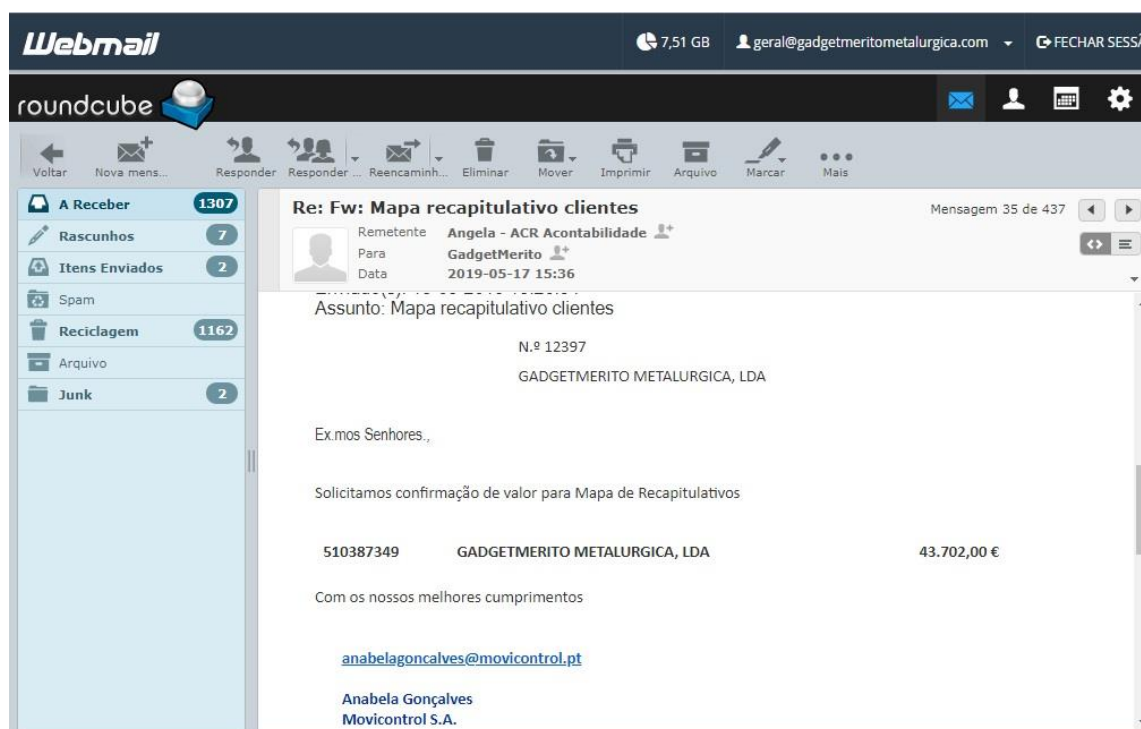 Webmail
7,51 GB
geral@gadgetmeritometalurgica.com
FECHAR SESSÃ
roundcube
Voltar
Nova mens...
Responder
Responder ...
Reencaminh...
Eliminar
Mover
Imprimir
Arquivo
Marcar
Mais
A Receber 1307
Rascunhos 7
Itens Enviados 2
Spam
Reciclagem 1162
Arquivo
Junk 2
Re: Fw: Mapa recapitulativo clientes
Mensagem 35 de 437
Remetente Angela - ACR Acontabilidade
Para GadgetMerito
Data 2019-05-17 15:36
Assunto: Mapa recapitulativo clientes
N.º 12397
GADGETMERITO METALURGICA, LDA
Ex.mos Senhores.,
Solicitamos confirmação de valor para Mapa de Recapitulativos
510387349 GADGETMERITO METALURGICA, LDA 43.702,00 €
Com os nossos melhores cumprimentos
anabelagoncalves@movicontrol.pt
Anabela Gonçalves
Movicontrol S.A.